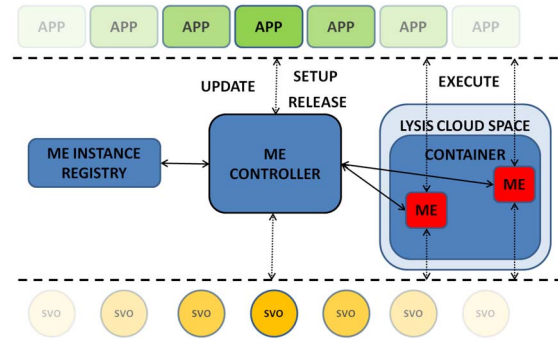 APP APP APP APP APP APP APP
UPDATE
SETUP
RELEASE
EXECUTE
LYSIS CLOUD SPACE
CONTAINER
ME INSTANCE
REGISTRY
ME
CONTROLLER
ME
ME
SVO SVO SVO SVO SVO SVO SVO